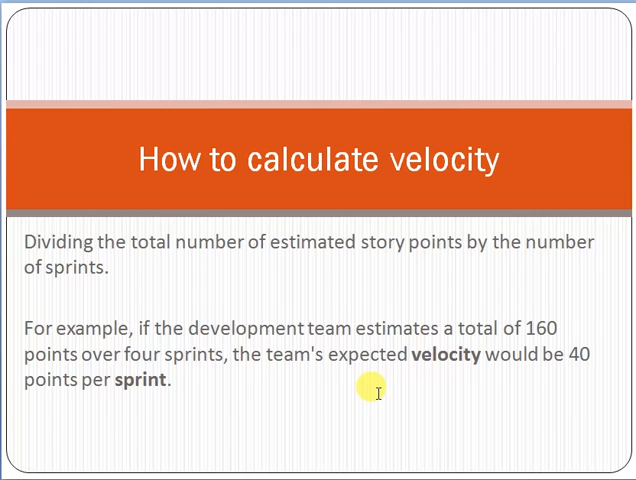 How to calculate velocity
Dividing the total number of estimated story points by the number
of sprints.
For example, if the development team estimates a total of 160
points over four sprints, the team's expected velocity would be 40
points per sprint.